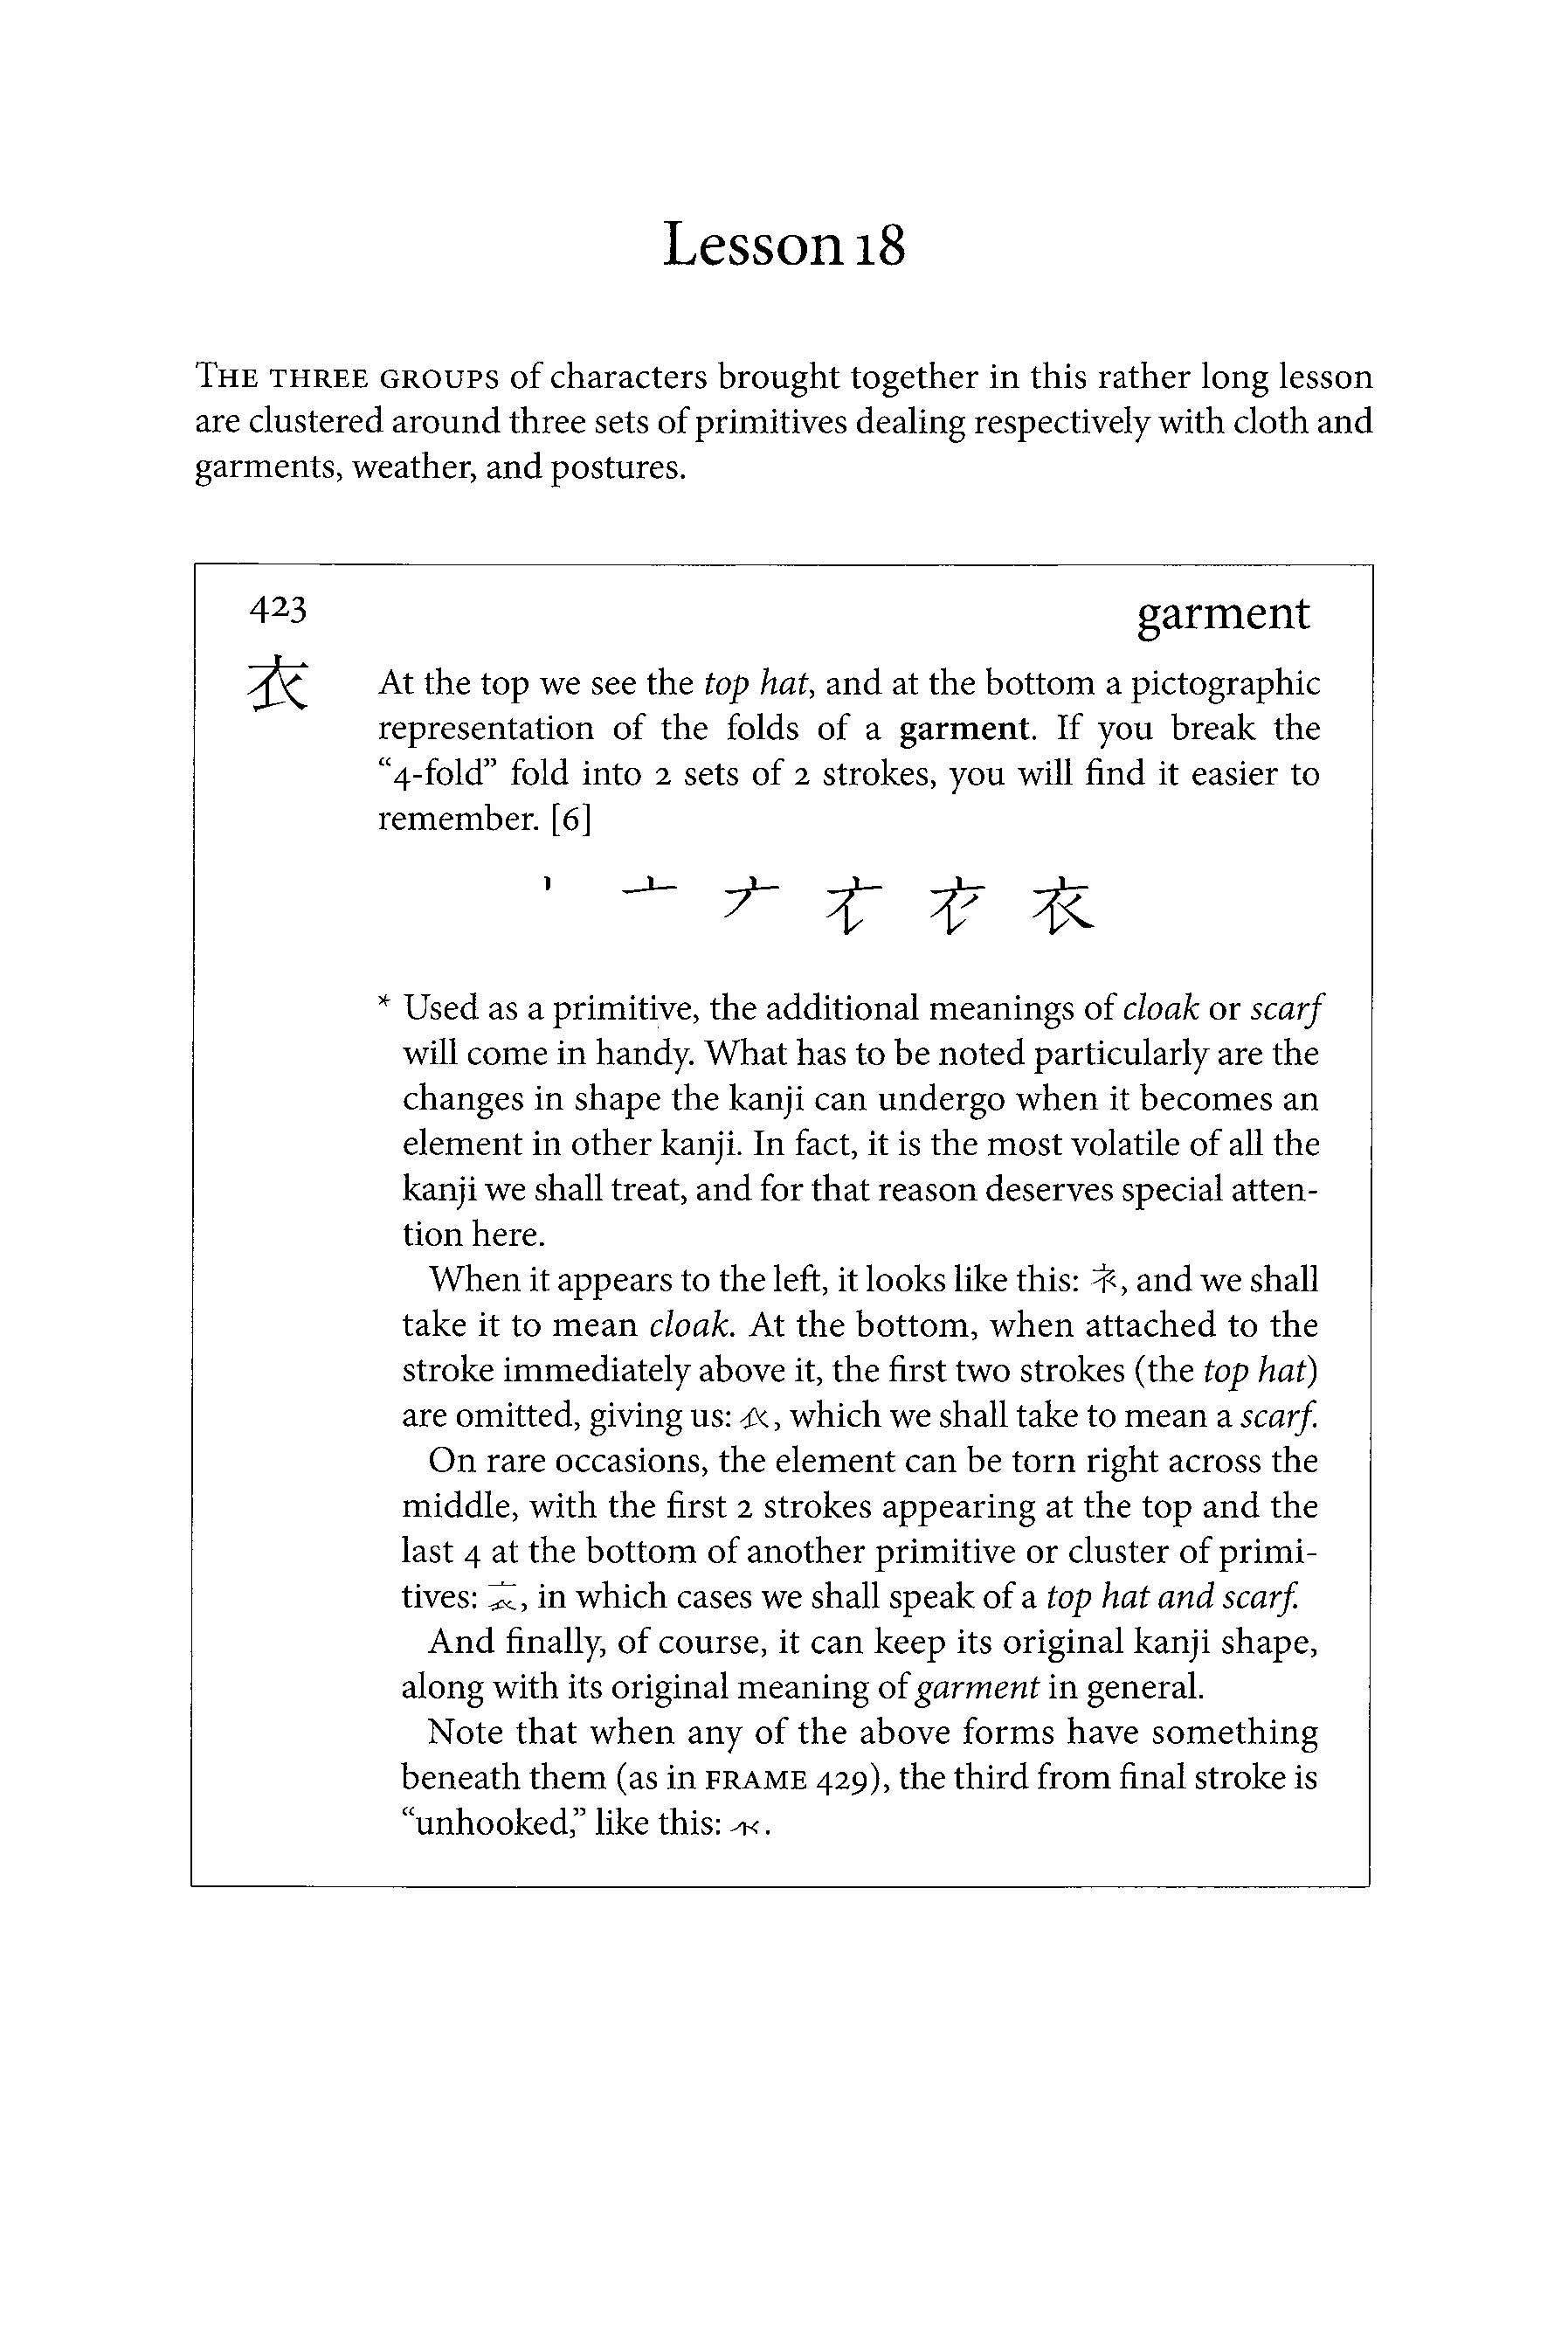 Lesson 18
THE THREE GROUPS of characters brought together in this rather long lesson
are clustered around three sets of primitives dealing respectively with cloth and
garments, weather, and postures.
423 garment
衣 At the top we see the top hat, and at the bottom a pictographic
representation of the folds of a garment. If you break the
“4-fold” fold into 2 sets of 2 strokes, you will find it easier to
remember. [6]
衣
* Used as a primitive, the additional meanings of cloak or scarf
will come in handy. What has to be noted particularly are the
changes in shape the kanji can undergo when it becomes an
element in other kanji. In fact, it is the most volatile of all the
kanji we shall treat, and for that reason deserves special atten-
tion here.
When it appears to the left, it looks like this:衤, and we shall
take it to mean cloak. At the bottom, when attached to the
stroke immediately above it, the first two strokes (the top hat)
are omitted, giving us: , which we shall take to mean a scarf.
On rare occasions, the element can be torn right across the
middle, with the first 2 strokes appearing at the top and the
last 4 at the bottom of another primitive or cluster of primi-
tives: , in which cases we shall speak of a top hat and scarf.
And finally, of course, it can keep its original kanji shape,
along with its original meaning of garment in general.
Note that when any of the above forms have something
beneath them (as in FRAME 429), the third from final stroke is
“unhooked,” like this: .